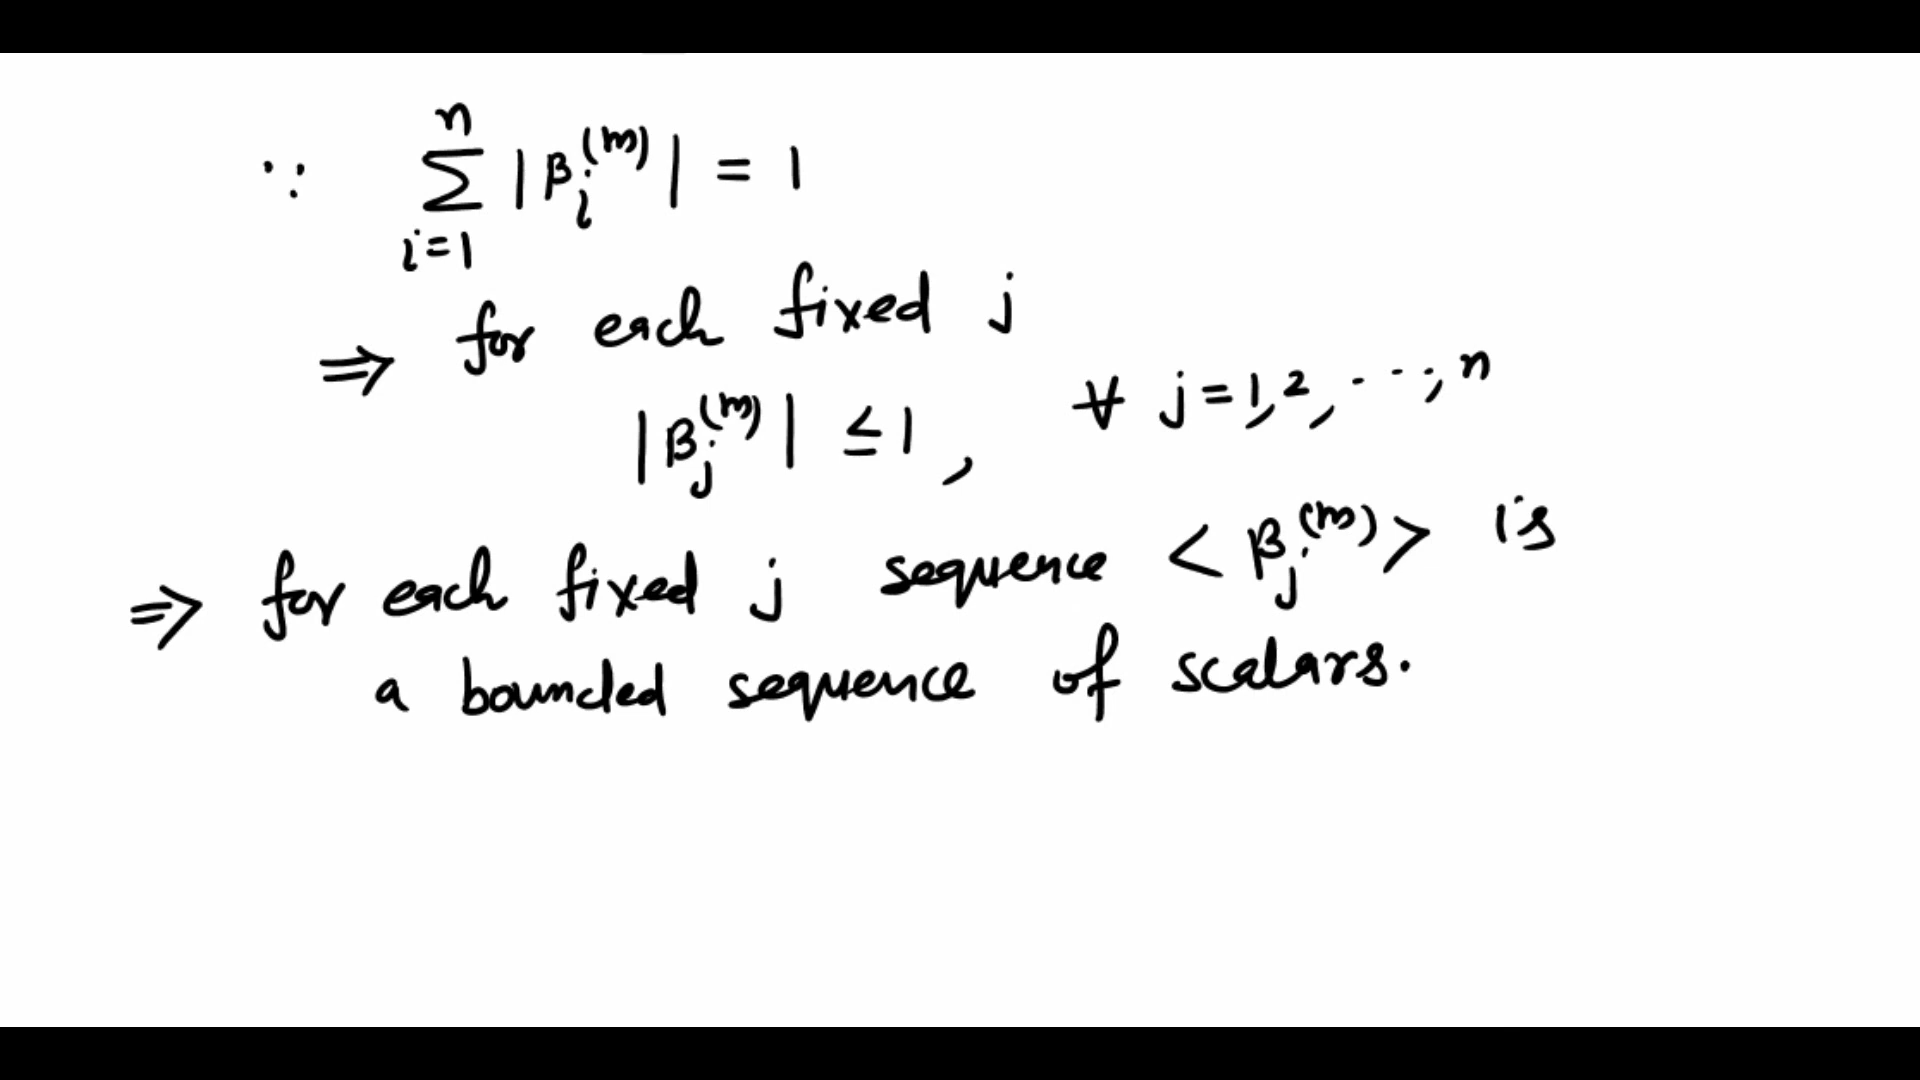 ∵ \sum_{i=1}^{n} |β_i^{(m)}| = 1
⇒ for each fixed j
|β_j^{(m)}| ≤ 1, ∀ j=1,2,...,n
⇒ for each fixed j sequence <β_j^{(m)}> is
a bounded sequence of scalars.